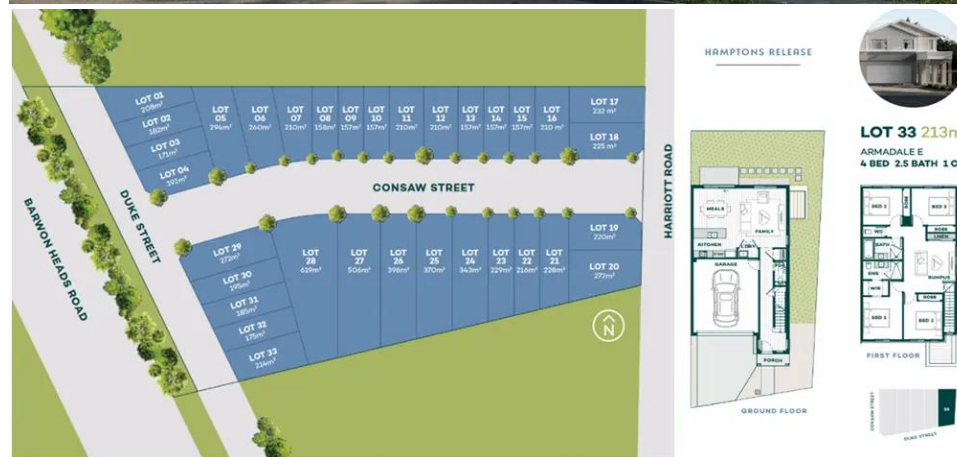 LOT 01
208m²
LOT 02
182m²
LOT 03
171m²
LOT 04
192m²
LOT
05
294m²
LOT
06
260m²
LOT
07
210m²
LOT
08
158m²
LOT
09
157m²
LOT
10
157m²
LOT
11
210m²
LOT
12
210m²
LOT
13
157m²
LOT
14
157m²
LOT
15
157m²
LOT
16
210 m²
LOT 17
232 m²
LOT 18
225 m²
CONSAW STREET
DUKE STREET
BARWON HEADS ROAD
HARRIOTT ROAD
LOT 29
272m²
LOT 30
195m²
LOT 31
185m²
LOT 32
175m²
LOT 33
214m²
LOT
28
619m²
LOT
27
506m²
LOT
26
396m²
LOT
25
370m²
LOT
24
343m²
LOT
23
229m²
LOT
22
216m²
LOT
21
228m²
LOT 19
220m²
LOT 20
272m²
N
HAMPTONS RELEASE
LOT 33 213m
ARMADALE E
4 BED 2.5 BATH 1 C
MEALS
FAMILY
KITCHEN
L'DRY
GARAGE
PORCH
GROUND FLOOR
BED 2
ROBE
BED 3
WC
BATH
ROBE
LINEN
ENS
RUMPUS
WIR
ROBE
BED 1
BED 2
FIRST FLOOR
CONSAW STREET
33
DUKE STREET